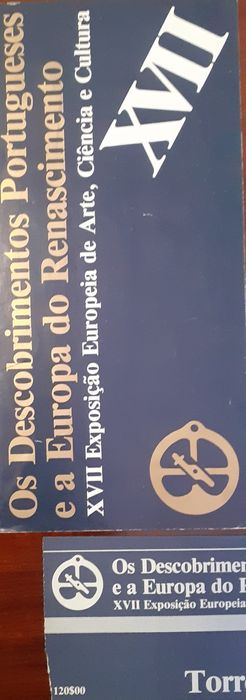 Os Descobrimentos Portugueses
e a Europa do Renascimento
XVII Exposição Europeia de Arte, Ciência e Cultura
XVII
Os Descobrimen
e a Europa do
XVII Exposição Europeia
120$00
Torre